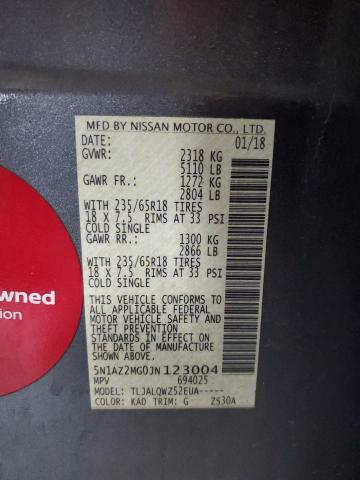 MFD BY NISSAN MOTOR CO., LTD.
DATE: 01/18
GVWR: 2318 KG
5110 LB
GAWR FR.: 1272 KG
2804 LB
WITH 235/65R18 TIRES
18 X 7.5 RIMS AT 33 PSI
COLD SINGLE
GAWR RR.: 1300 KG
2866 LB
WITH 235/65R18 TIRES
18 X 7.5 RIMS AT 33 PSI
COLD SINGLE
THIS VEHICLE CONFORMS TO
ALL APPLICABLE FEDERAL
MOTOR VEHICLE SAFETY AND
THEFT PREVENTION
STANDARDS IN EFFECT ON
THE DATE OF MANUFACTURE
SHOWN ABOVE.
5N1AZ2MG0JN123004
MPV 694025
MODEL: TLJALQWZ52EUA-----
COLOR: KAD TRIM: G ZS30A
wned
tion